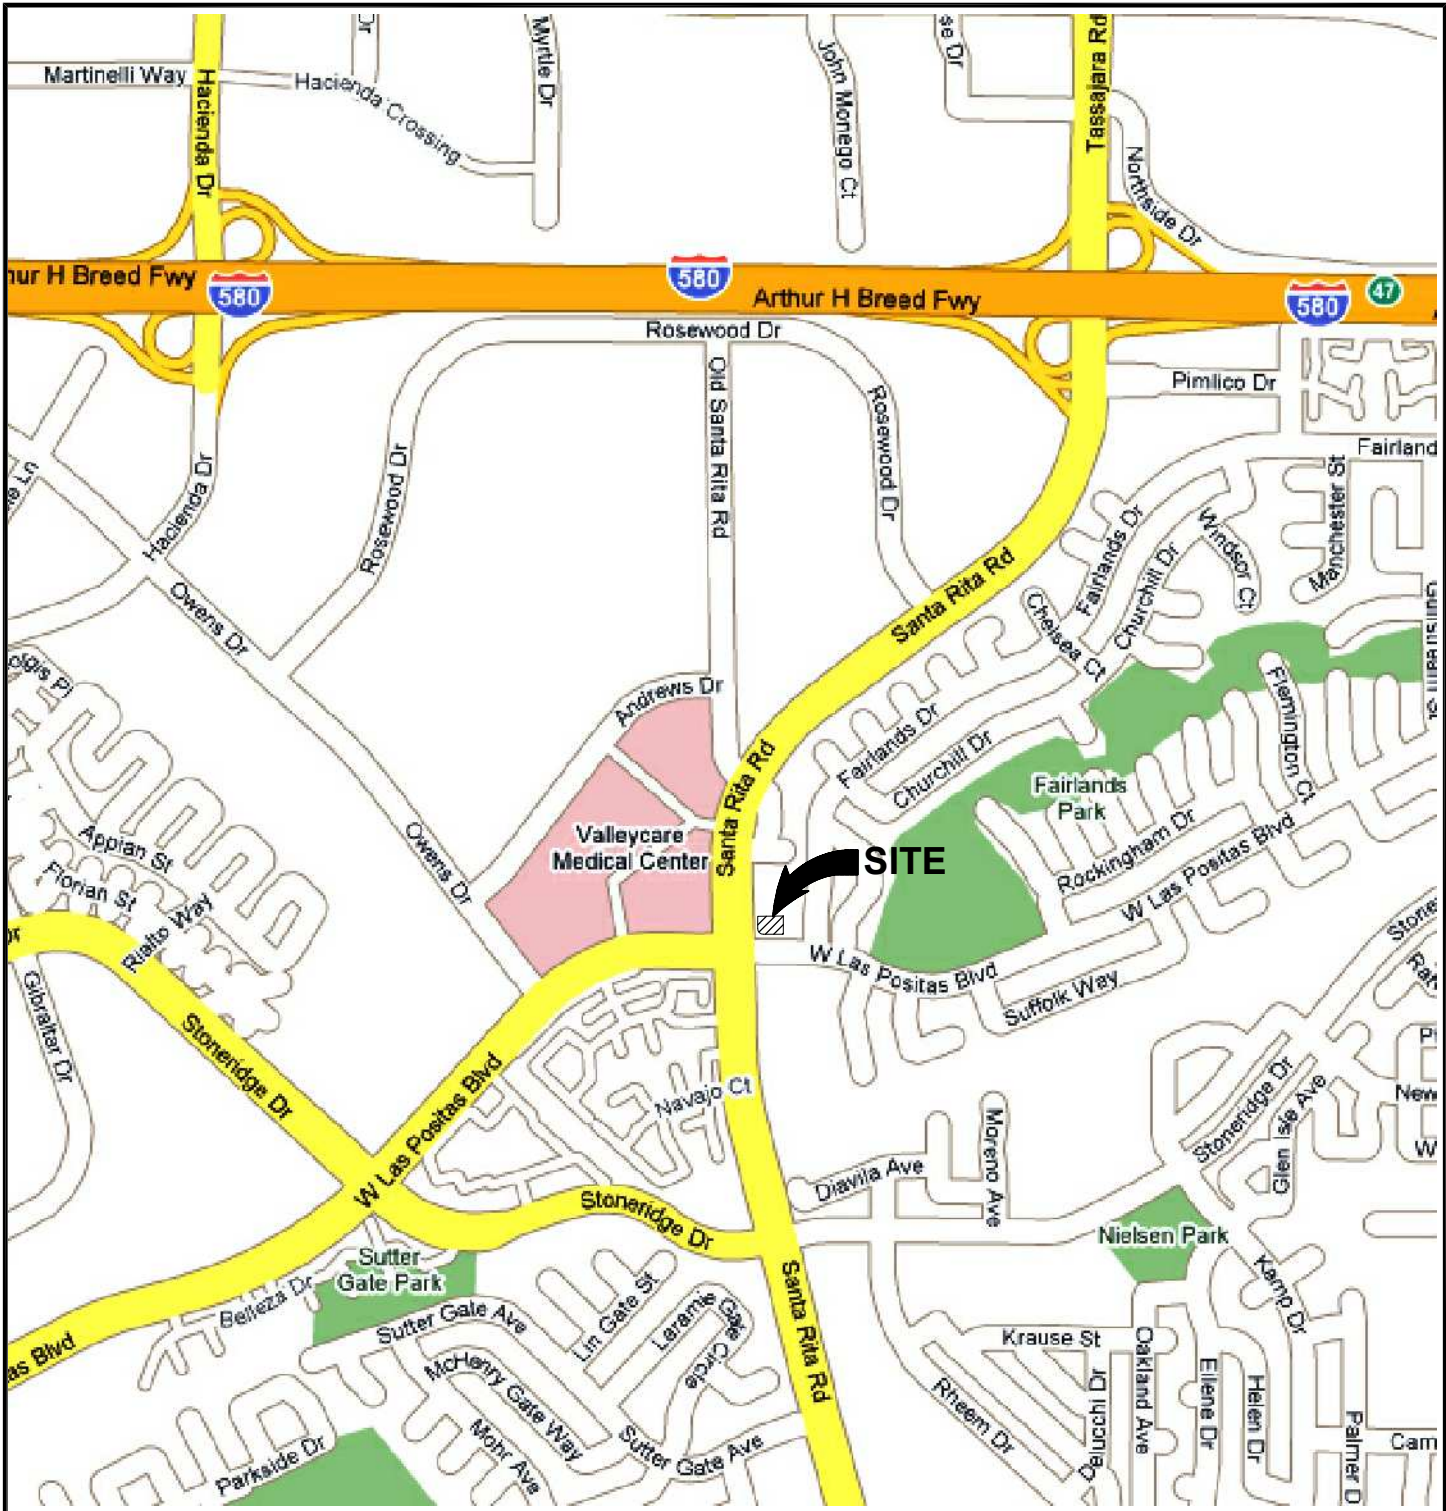 Dr
Myrtle Dr
John Monego Ct
se Dr
Tassajara Rd
Martinelli Way
Hacienda Dr
Hacienda Crossing
Northside Dr
hur H Breed Fwy
580
580
Arthur H Breed Fwy
580
47
Rosewood Dr
Pimlico Dr
Old Santa Rita Rd
Rosewood Dr
Rosewood Dr
Fairland
Hacienda Dr
Manchester St
Fairlands Dr
Windsor Ct
Churchill Dr
Santa Rita Rd
Owens Dr
Chelsea Ct
Andrews Dr
Flemington Ct
Fairlands Dr
Churchill Dr
Santa Rita Rd
Fairlands
Park
Valleycare
Medical Center
Appian St
Florian St
Rialto Way
Owens Dr
SITE
Rockingham Dr
W Las Positas Blvd
Dr
W Las Positas Blvd
Suffolk Way
Stone
Gibraltar Dr
Stoneridge Dr
W Las Positas Blvd
Navajo Ct
Moreno Ave
Stoneridge Dr
Glen Isle Ave
New
W
Diavila Ave
Stoneridge Dr
Nielsen Park
Sutter
Gate Park
Belleza Dr
Kamp Dr
Santa Rita Rd
Lin Gate St
Laramie Gate Circle
Sutter Gate Ave
Krause St
as Blvd
McHenry Gate Way
Mohr Ave
Sutter Gate Ave
Parkside Dr
Rheem Dr
Oakland Ave
Eilene Dr
Helen Dr
Palmer D
Cam